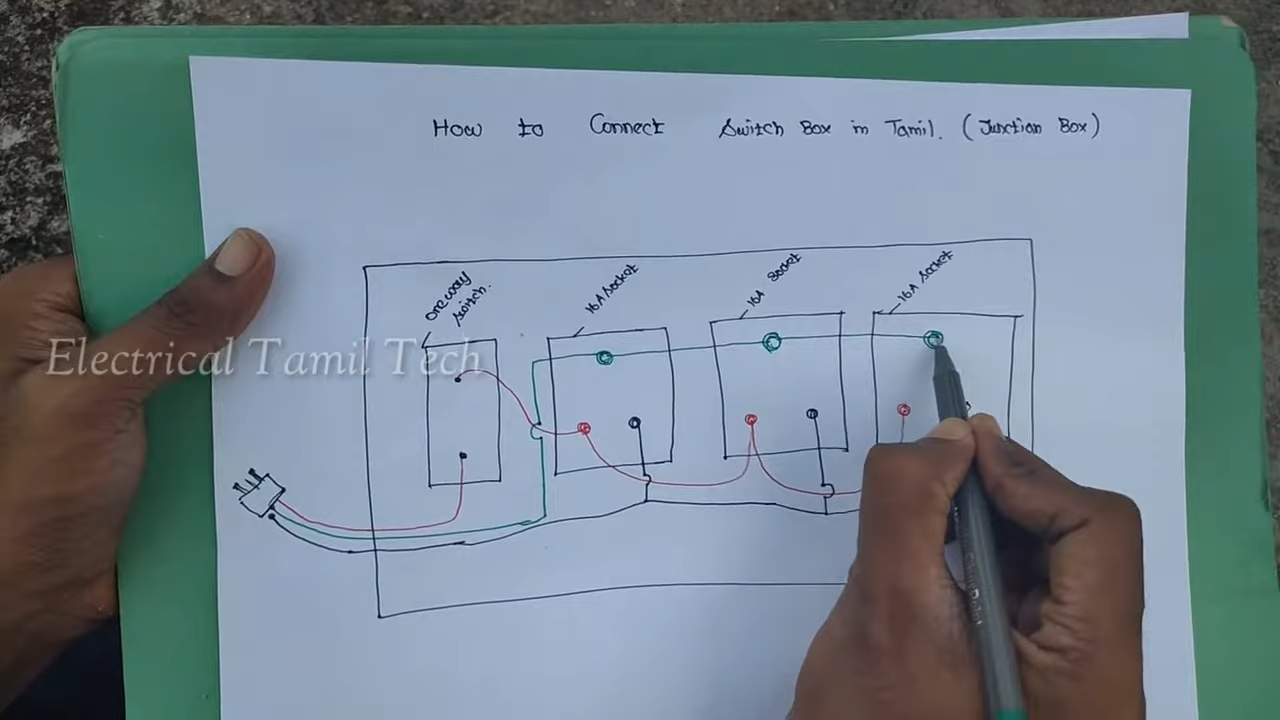 How to Connect Switch Box in Tamil. (Junction Box)
one way
switch.
16A socket
16A socket
16A socket
Electrical Tamil Tech